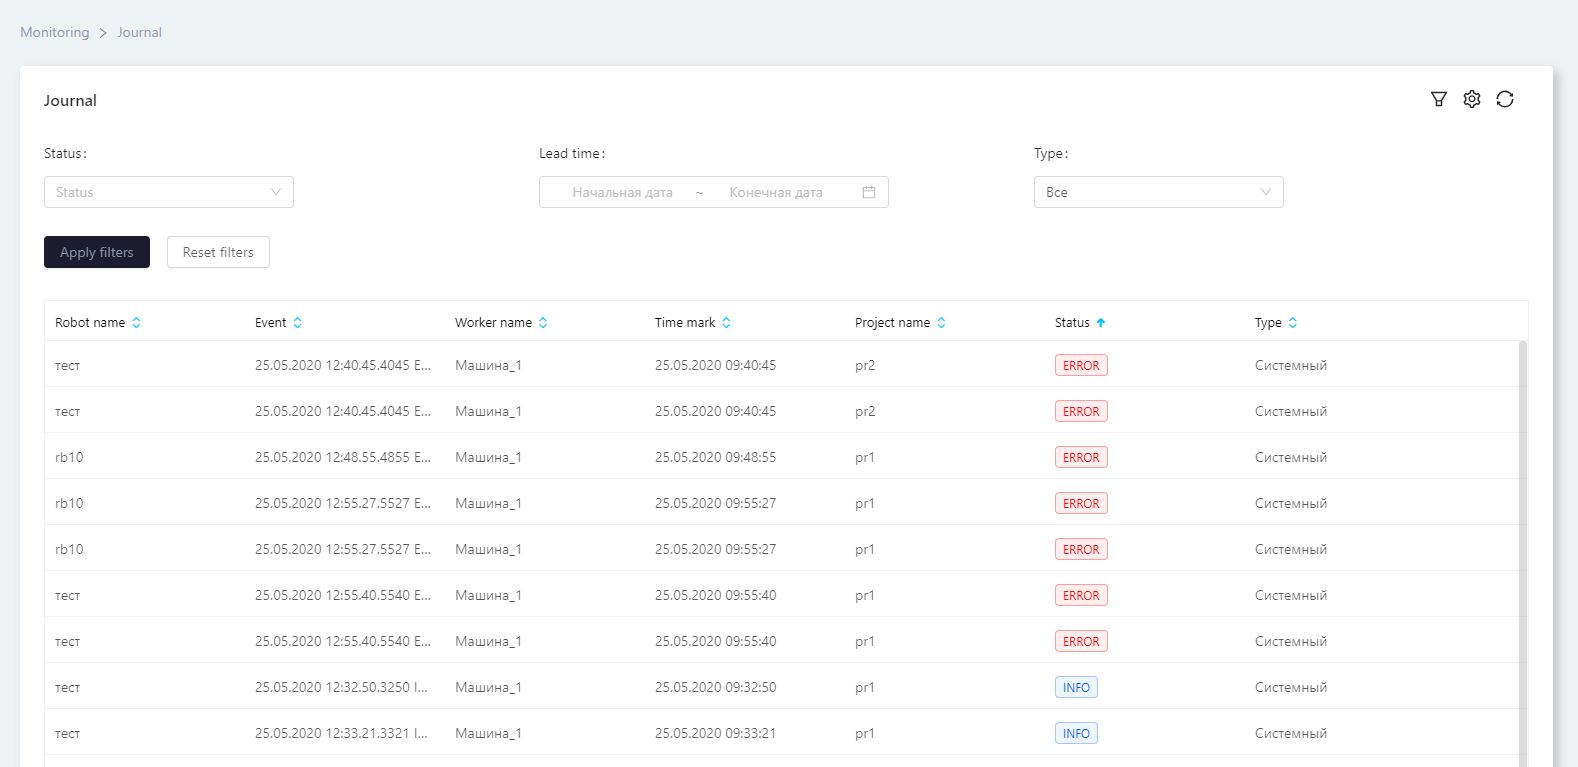 Monitoring > Journal
Journal
Status: Lead time: Type:
Status Начальная дата ~ Конечная дата Все
Apply filters Reset filters
Robot name Event Worker name Time mark Project name Status Type
тест 25.05.2020 12:40.45.4045 E... Машина_1 25.05.2020 09:40:45 pr2 ERROR Системный
тест 25.05.2020 12:40.45.4045 E... Машина_1 25.05.2020 09:40:45 pr2 ERROR Системный
rb10 25.05.2020 12:48.55.4855 E... Машина_1 25.05.2020 09:48:55 pr1 ERROR Системный
rb10 25.05.2020 12:55.27.5527 E... Машина_1 25.05.2020 09:55:27 pr1 ERROR Системный
rb10 25.05.2020 12:55.27.5527 E... Машина_1 25.05.2020 09:55:27 pr1 ERROR Системный
тест 25.05.2020 12:55.40.5540 E... Машина_1 25.05.2020 09:55:40 pr1 ERROR Системный
тест 25.05.2020 12:55.40.5540 E... Машина_1 25.05.2020 09:55:40 pr1 ERROR Системный
тест 25.05.2020 12:32.50.3250 I... Машина_1 25.05.2020 09:32:50 pr1 INFO Системный
тест 25.05.2020 12:33.21.3321 I... Машина_1 25.05.2020 09:33:21 pr1 INFO Системный